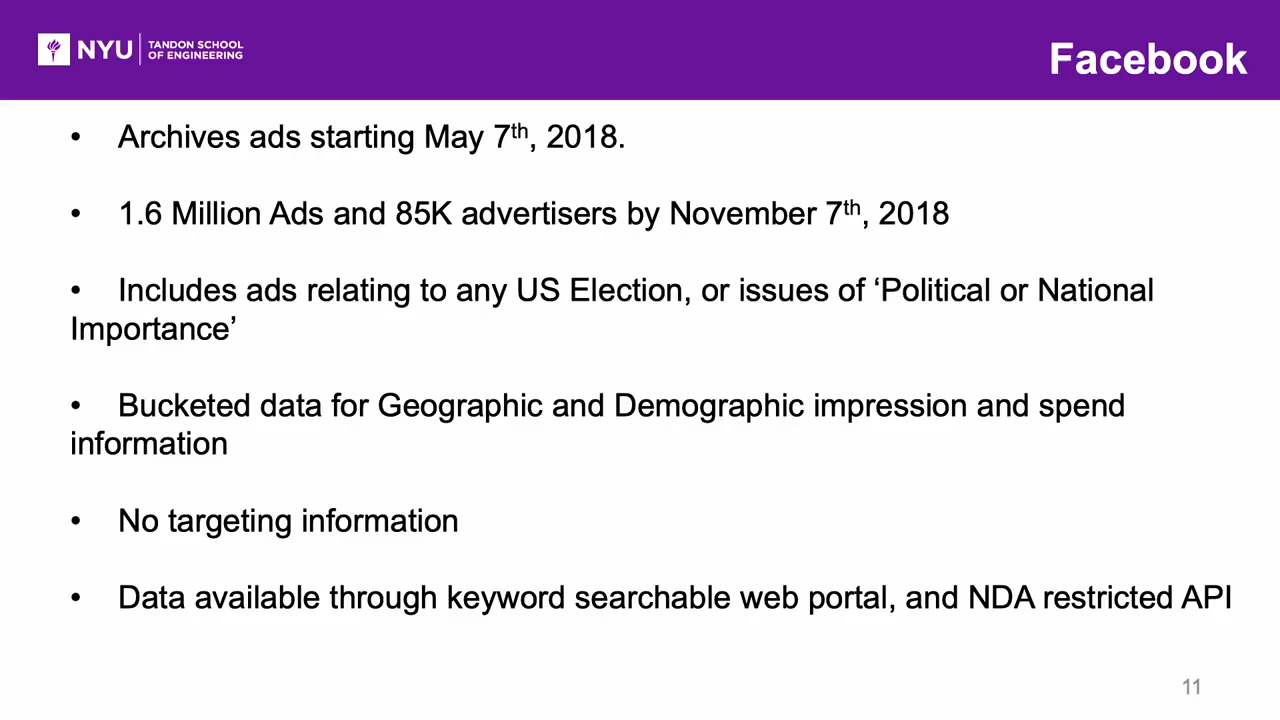 NYU
TANDON SCHOOL
OF ENGINEERING
Facebook
• Archives ads starting May 7th, 2018.
• 1.6 Million Ads and 85K advertisers by November 7th, 2018
• Includes ads relating to any US Election, or issues of ‘Political or National
Importance’
• Bucketed data for Geographic and Demographic impression and spend
information
• No targeting information
• Data available through keyword searchable web portal, and NDA restricted API
11